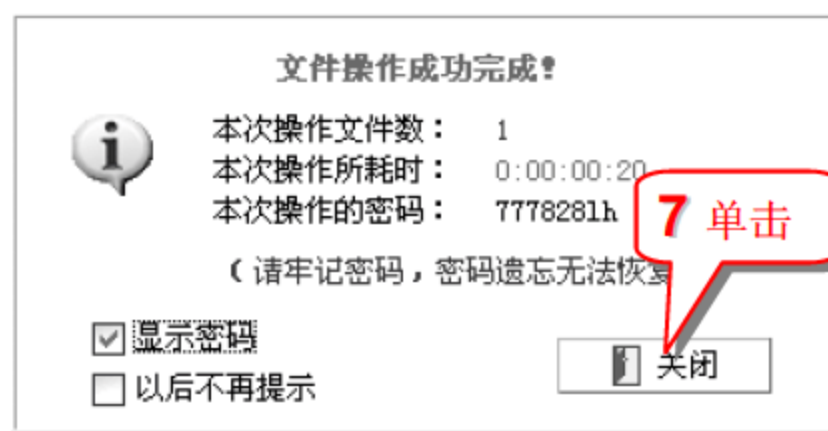 文件操作成功完成!
本次操作文件数： 1
本次操作所耗时： 0:00:00:20
本次操作的密码： 7778281h
(请牢记密码，密码遗忘无法恢复
7 单击
显示密码
以后不再提示
关闭